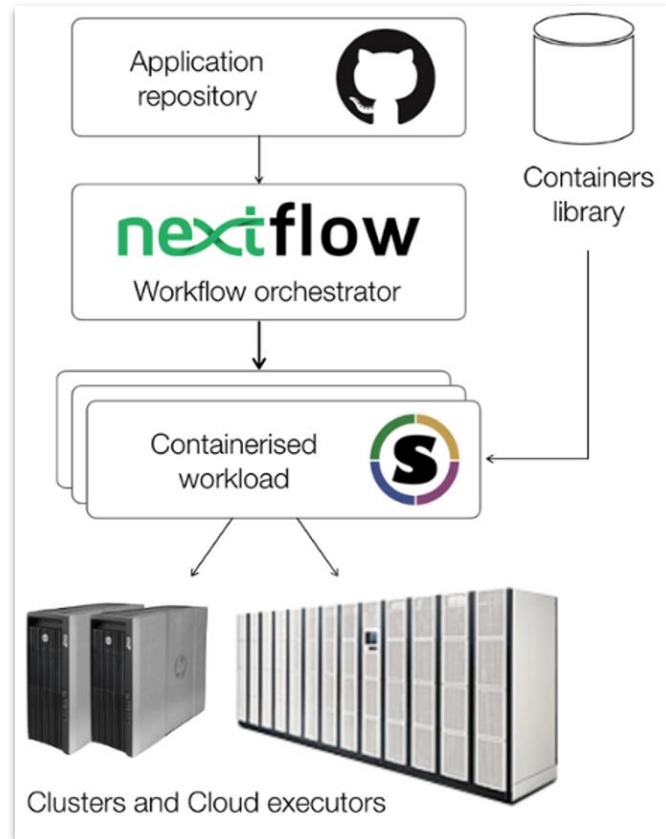 Application
repository
Containers
library
nextflow
Workflow orchestrator
Containerised
workload
S
Clusters and Cloud executors